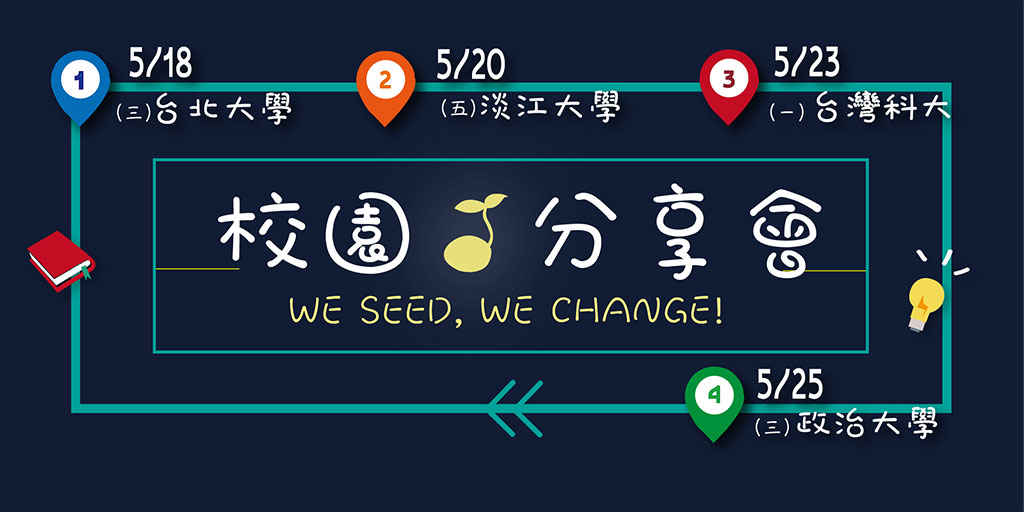 1
5/18
(三)台北大學
2
5/20
(五)淡江大學
3
5/23
(一)台灣科大
校園分享會
WE SEED, WE CHANGE!
4
5/25
(三)政治大學